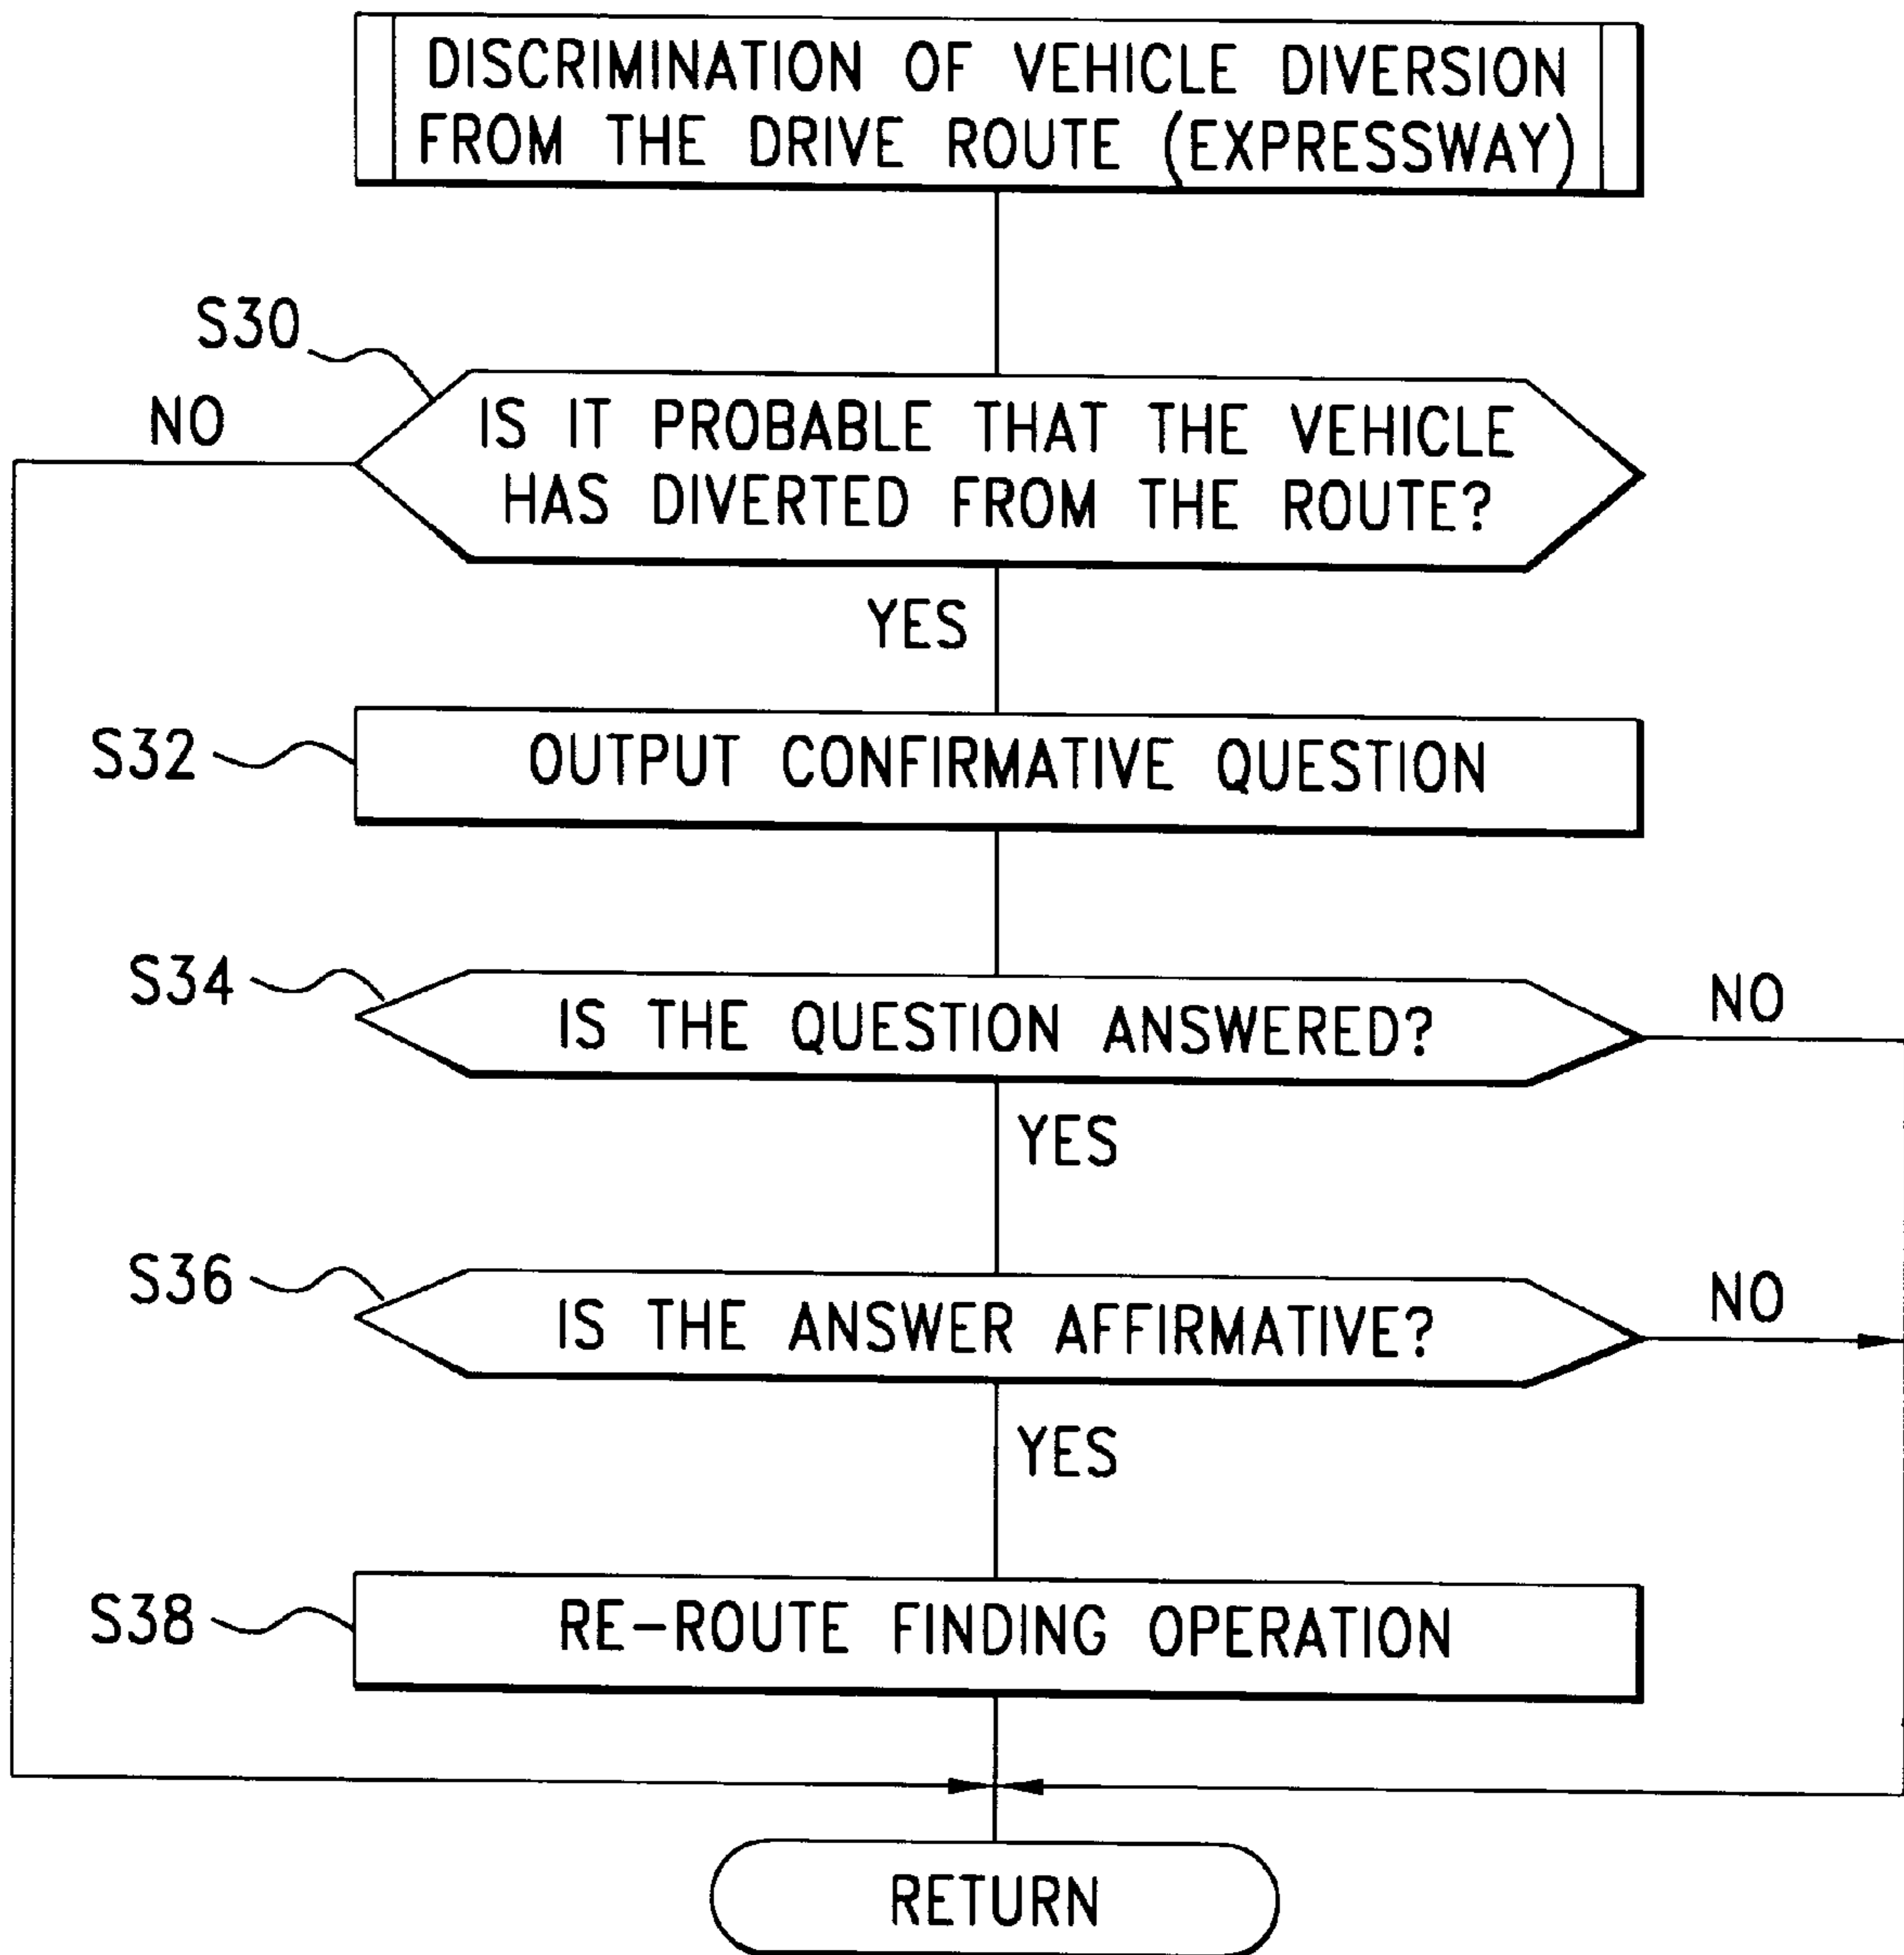 DISCRIMINATION OF VEHICLE DIVERSION
FROM THE DRIVE ROUTE (EXPRESSWAY)
S30
NO
IS IT PROBABLE THAT THE VEHICLE
HAS DIVERTED FROM THE ROUTE?
YES
S32
OUTPUT CONFIRMATIVE QUESTION
S34
IS THE QUESTION ANSWERED?
NO
YES
S36
IS THE ANSWER AFFIRMATIVE?
NO
YES
S38
RE-ROUTE FINDING OPERATION
RETURN